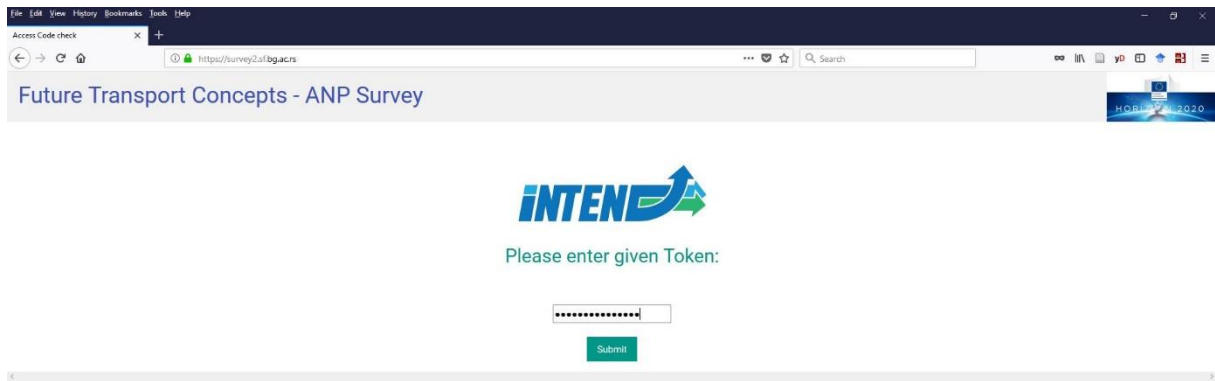 File Edit View History Bookmarks Tools Help
Access Code check
https://survey2.sf.bg.ac.rs
Search
Future Transport Concepts - ANP Survey
HORIZON 2020
iNTEND
Please enter given Token:
•••••••••••••••
Submit